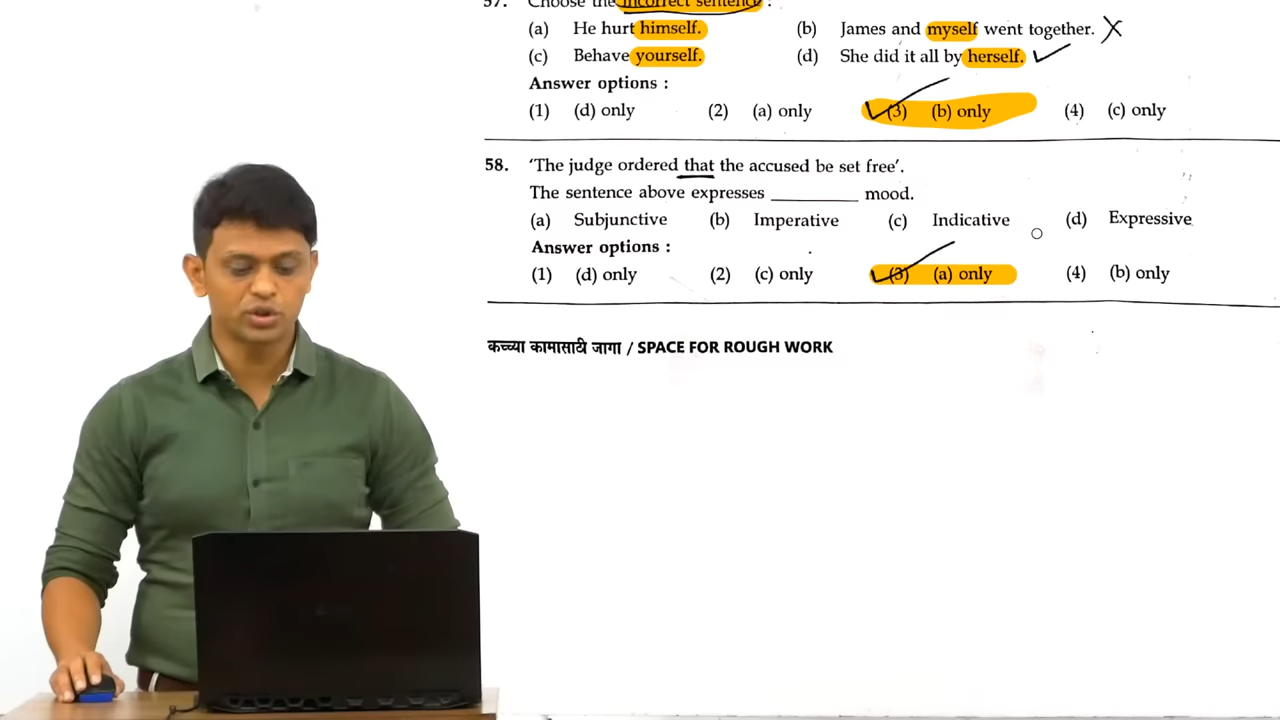 57. Choose the incorrect sentence :
(a) He hurt himself. (b) James and myself went together.
(c) Behave yourself. (d) She did it all by herself.
Answer options :
(1) (d) only (2) (a) only (3) (b) only (4) (c) only
58. 'The judge ordered that the accused be set free'.
The sentence above expresses ________ mood.
(a) Subjunctive (b) Imperative (c) Indicative (d) Expressive
Answer options :
(1) (d) only (2) (c) only (3) (a) only (4) (b) only
कच्च्या कामासाठी जागा / SPACE FOR ROUGH WORK